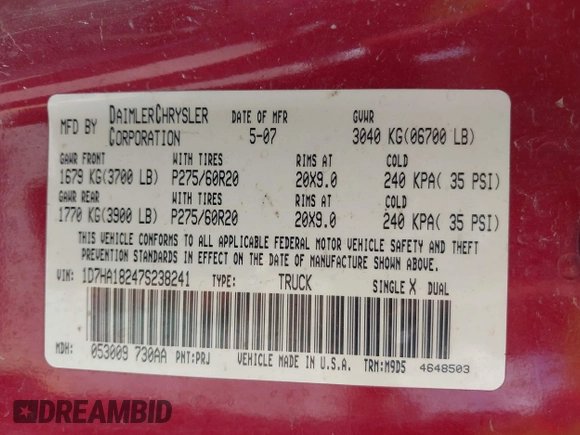 MFD BY DAIMLERCHRYSLER CORPORATION DATE OF MFR 5-07 GVWR 3040 KG(06700 LB)
GAWR FRONT WITH TIRES RIMS AT COLD
1679 KG(3700 LB) P275/60R20 20X9.0 240 KPA( 35 PSI)
GAWR REAR WITH TIRES RIMS AT COLD
1770 KG(3900 LB) P275/60R20 20X9.0 240 KPA( 35 PSI)
THIS VEHICLE CONFORMS TO ALL APPLICABLE FEDERAL MOTOR VEHICLE SAFETY AND THEFT
PREVENTION STANDARDS IN EFFECT ON THE DATE OF MANUFACTURE SHOWN ABOVE.
VIN: 1D7HA18247S238241 TYPE: TRUCK SINGLE X DUAL
MDH: 053009 730AA PNT:PRJ VEHICLE MADE IN U.S.A. TRM:M9D5 4648503
DREAMBID